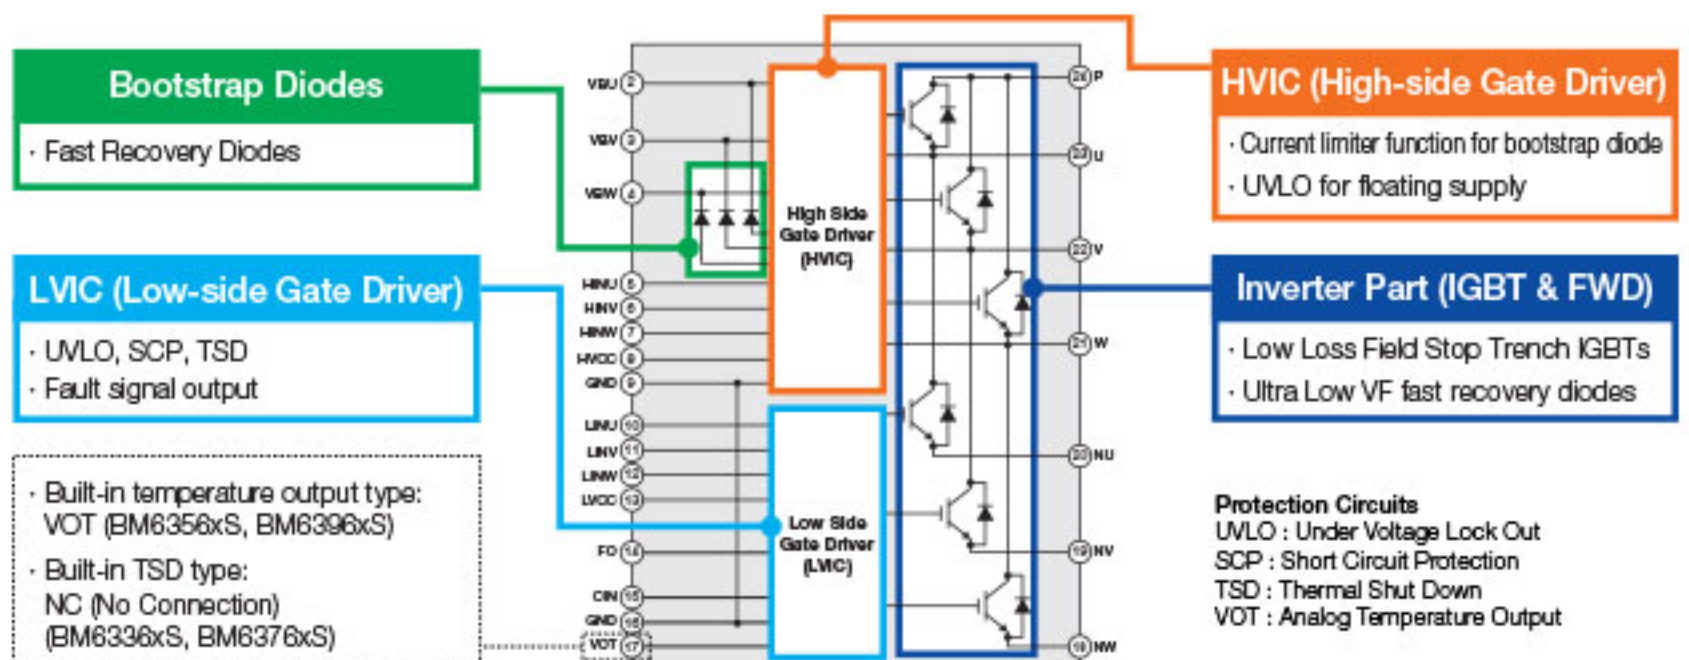 Bootstrap Diodes
· Fast Recovery Diodes
LVIC (Low-side Gate Driver)
· UVLO, SCP, TSD
· Fault signal output
· Built-in temperature output type:
VOT (BM6356xS, BM6396xS)
· Built-in TSD type:
NC (No Connection)
(BM6336xS, BM6376xS)
VBU 2
VBV 3
VBW 4
HINU 5
HINV 6
HINW 7
HVCC 8
GND 9
LINU 10
LINV 11
LINW 12
LVCC 13
FO 14
CIN 15
GND 16
VOT 17
High Side
Gate Driver
(HVIC)
Low Side
Gate Driver
(LVIC)
24 P
23 U
22 V
21 W
20 NU
19 NV
18 NW
HVIC (High-side Gate Driver)
· Current limiter function for bootstrap diode
· UVLO for floating supply
Inverter Part (IGBT & FWD)
· Low Loss Field Stop Trench IGBTs
· Ultra Low VF fast recovery diodes
Protection Circuits
UVLO : Under Voltage Lock Out
SCP : Short Circuit Protection
TSD : Thermal Shut Down
VOT : Analog Temperature Output